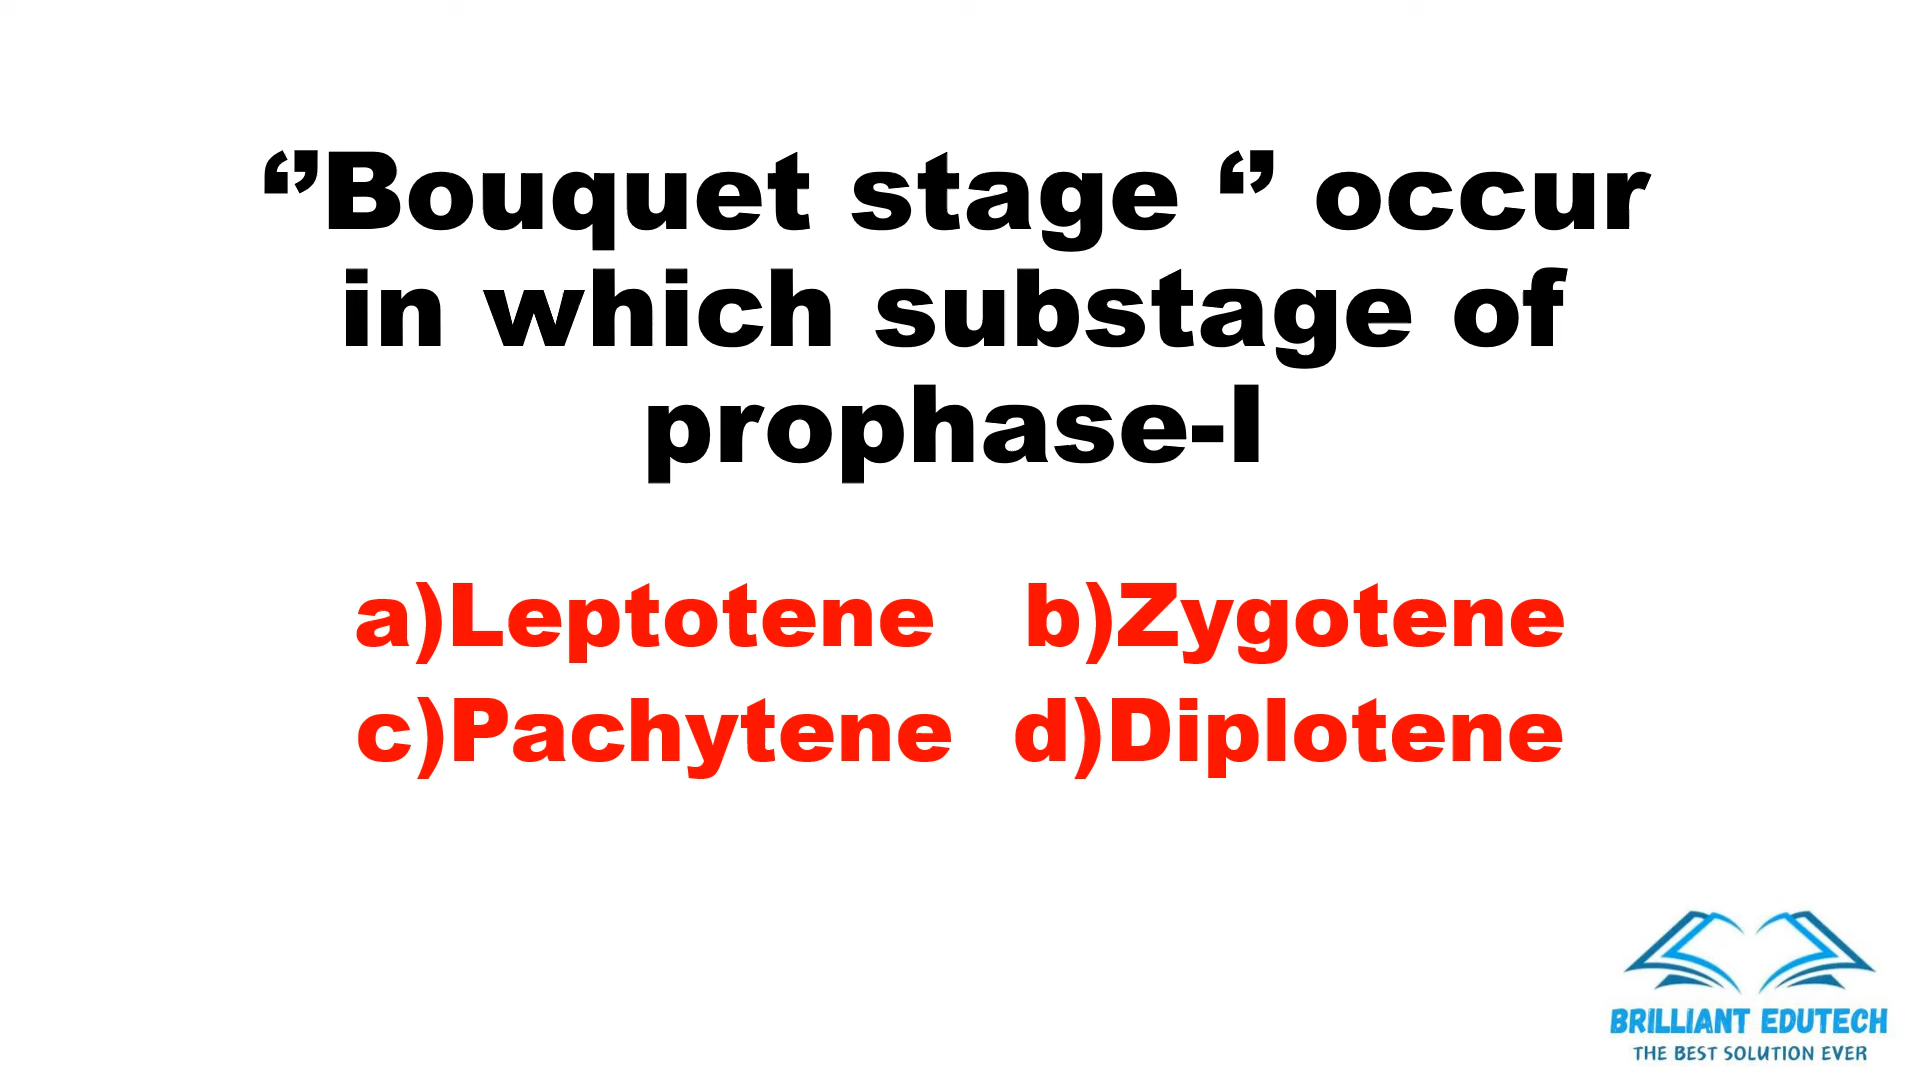 ‘’Bouquet stage ‘’ occur
in which substage of
prophase-I
a)Leptotene b)Zygotene
c)Pachytene d)Diplotene
BRILLIANT EDUTECH
THE BEST SOLUTION EVER